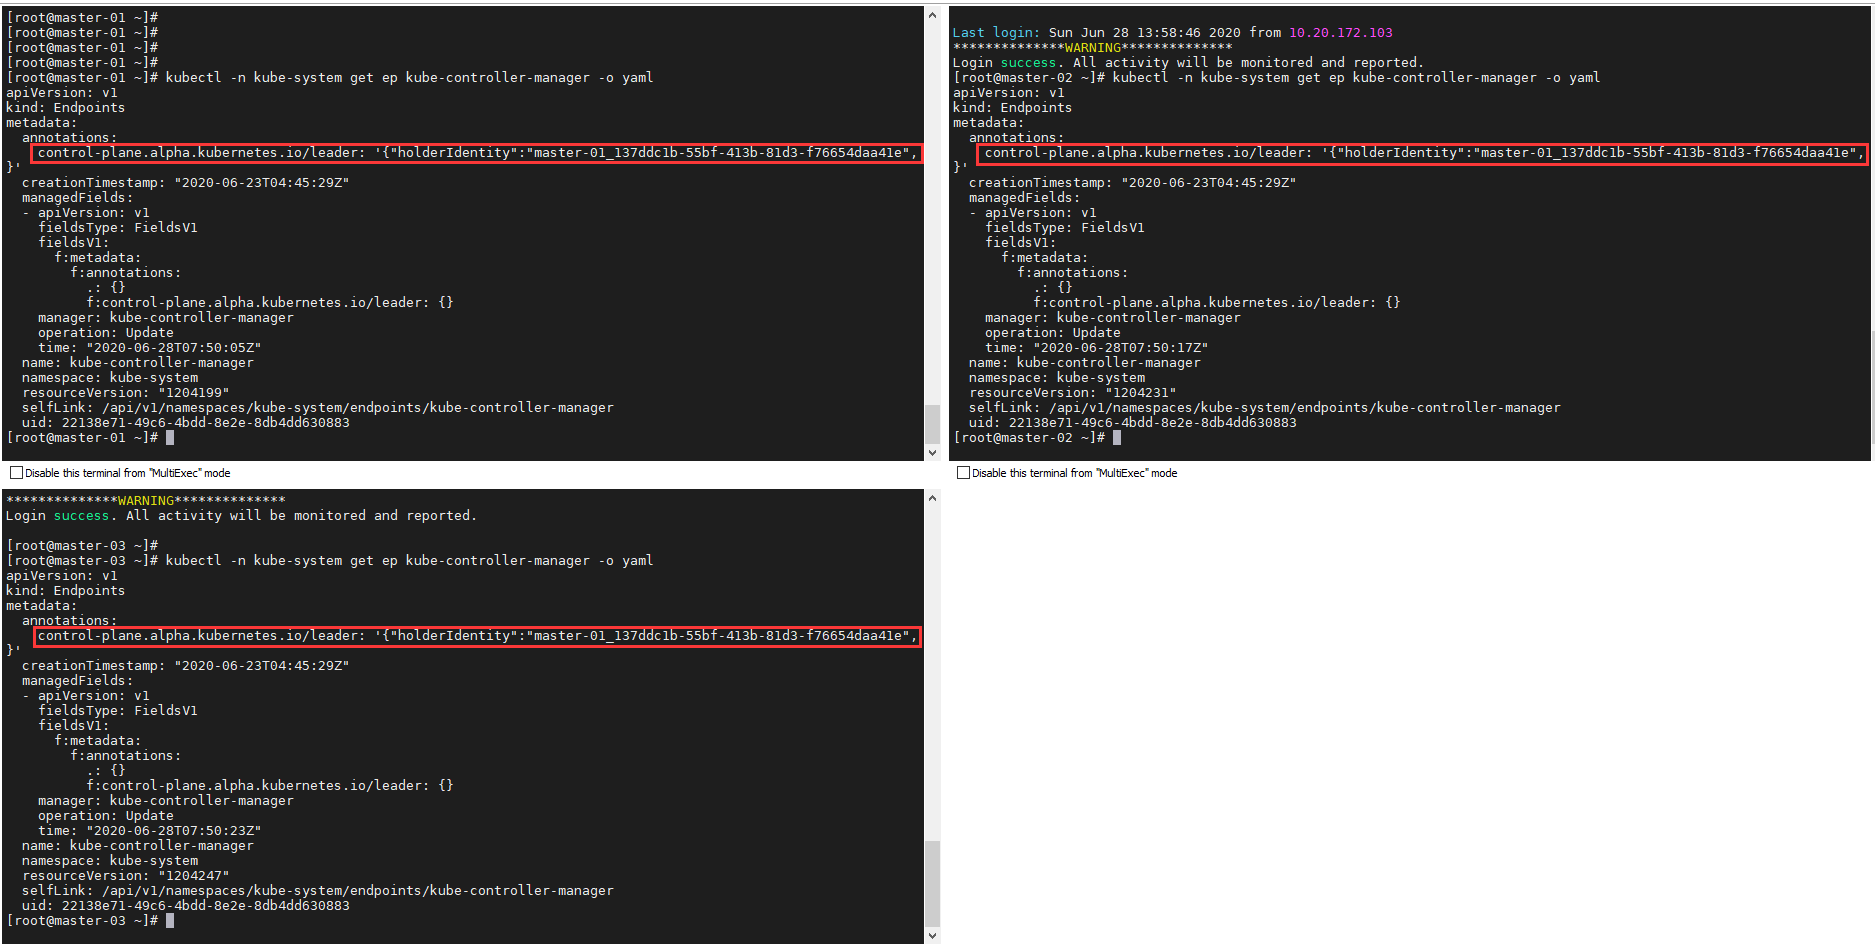 [root@master-01 ~]#
[root@master-01 ~]#
[root@master-01 ~]#
[root@master-01 ~]#
[root@master-01 ~]# kubectl -n kube-system get ep kube-controller-manager -o yaml
apiVersion: v1
kind: Endpoints
metadata:
  annotations:
    control-plane.alpha.kubernetes.io/leader: '{"holderIdentity":"master-01_137ddc1b-55bf-413b-81d3-f76654daa41e",
}'
  creationTimestamp: "2020-06-23T04:45:29Z"
  managedFields:
  - apiVersion: v1
    fieldsType: FieldsV1
    fieldsV1:
      f:metadata:
        f:annotations:
          .: {}
          f:control-plane.alpha.kubernetes.io/leader: {}
    manager: kube-controller-manager
    operation: Update
    time: "2020-06-28T07:50:05Z"
  name: kube-controller-manager
  namespace: kube-system
  resourceVersion: "1204199"
  selfLink: /api/v1/namespaces/kube-system/endpoints/kube-controller-manager
  uid: 22138e71-49c6-4bdd-8e2e-8db4dd630883
[root@master-01 ~]#
Disable this terminal from "MultiExec" mode
Last login: Sun Jun 28 13:58:46 2020 from 10.20.172.103
**************WARNING**************
Login success. All activity will be monitored and reported.
[root@master-02 ~]# kubectl -n kube-system get ep kube-controller-manager -o yaml
apiVersion: v1
kind: Endpoints
metadata:
  annotations:
    control-plane.alpha.kubernetes.io/leader: '{"holderIdentity":"master-01_137ddc1b-55bf-413b-81d3-f76654daa41e",
}'
  creationTimestamp: "2020-06-23T04:45:29Z"
  managedFields:
  - apiVersion: v1
    fieldsType: FieldsV1
    fieldsV1:
      f:metadata:
        f:annotations:
          .: {}
          f:control-plane.alpha.kubernetes.io/leader: {}
    manager: kube-controller-manager
    operation: Update
    time: "2020-06-28T07:50:17Z"
  name: kube-controller-manager
  namespace: kube-system
  resourceVersion: "1204231"
  selfLink: /api/v1/namespaces/kube-system/endpoints/kube-controller-manager
  uid: 22138e71-49c6-4bdd-8e2e-8db4dd630883
[root@master-02 ~]#
Disable this terminal from "MultiExec" mode
**************WARNING**************
Login success. All activity will be monitored and reported.
[root@master-03 ~]#
[root@master-03 ~]# kubectl -n kube-system get ep kube-controller-manager -o yaml
apiVersion: v1
kind: Endpoints
metadata:
  annotations:
    control-plane.alpha.kubernetes.io/leader: '{"holderIdentity":"master-01_137ddc1b-55bf-413b-81d3-f76654daa41e",
}'
  creationTimestamp: "2020-06-23T04:45:29Z"
  managedFields:
  - apiVersion: v1
    fieldsType: FieldsV1
    fieldsV1:
      f:metadata:
        f:annotations:
          .: {}
          f:control-plane.alpha.kubernetes.io/leader: {}
    manager: kube-controller-manager
    operation: Update
    time: "2020-06-28T07:50:23Z"
  name: kube-controller-manager
  namespace: kube-system
  resourceVersion: "1204247"
  selfLink: /api/v1/namespaces/kube-system/endpoints/kube-controller-manager
  uid: 22138e71-49c6-4bdd-8e2e-8db4dd630883
[root@master-03 ~]#